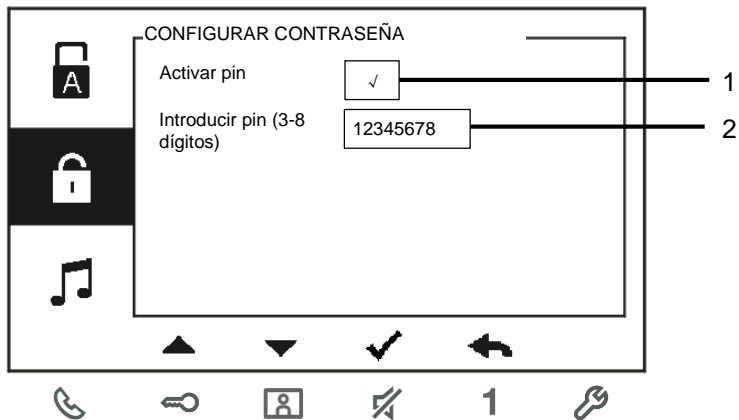 CONFIGURAR CONTRASEÑA
A
Activar pin
√
1
Introducir pin (3-8
dígitos)
12345678
2
1